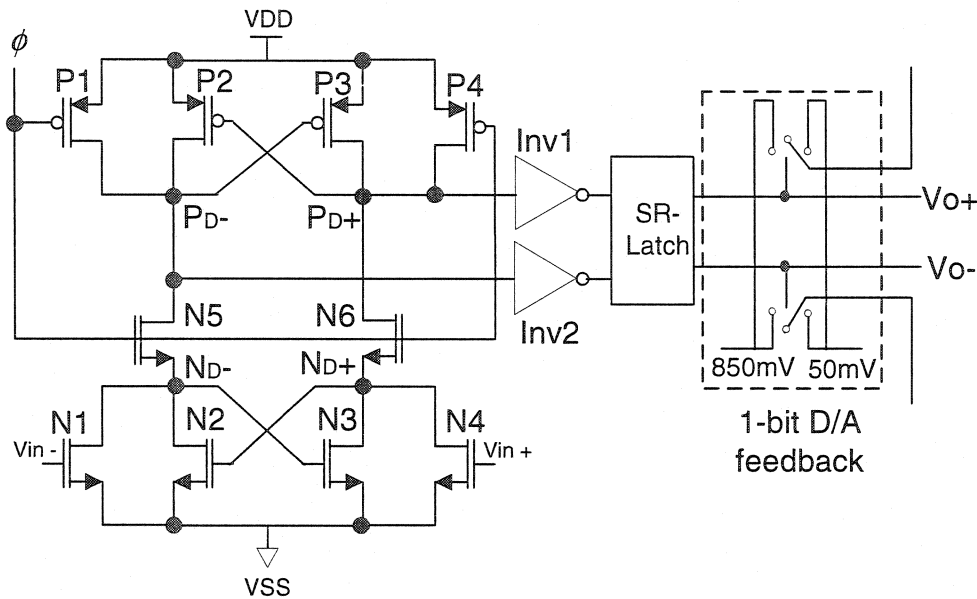 VDD
ϕ
P1
P2
P3
P4
Inv1
PD-
PD+
SR-
Latch
Vo+
Vo-
N5
N6
Inv2
ND-
ND+
850mV
50mV
N1
N2
N3
N4
Vin -
Vin +
1-bit D/A
feedback
VSS